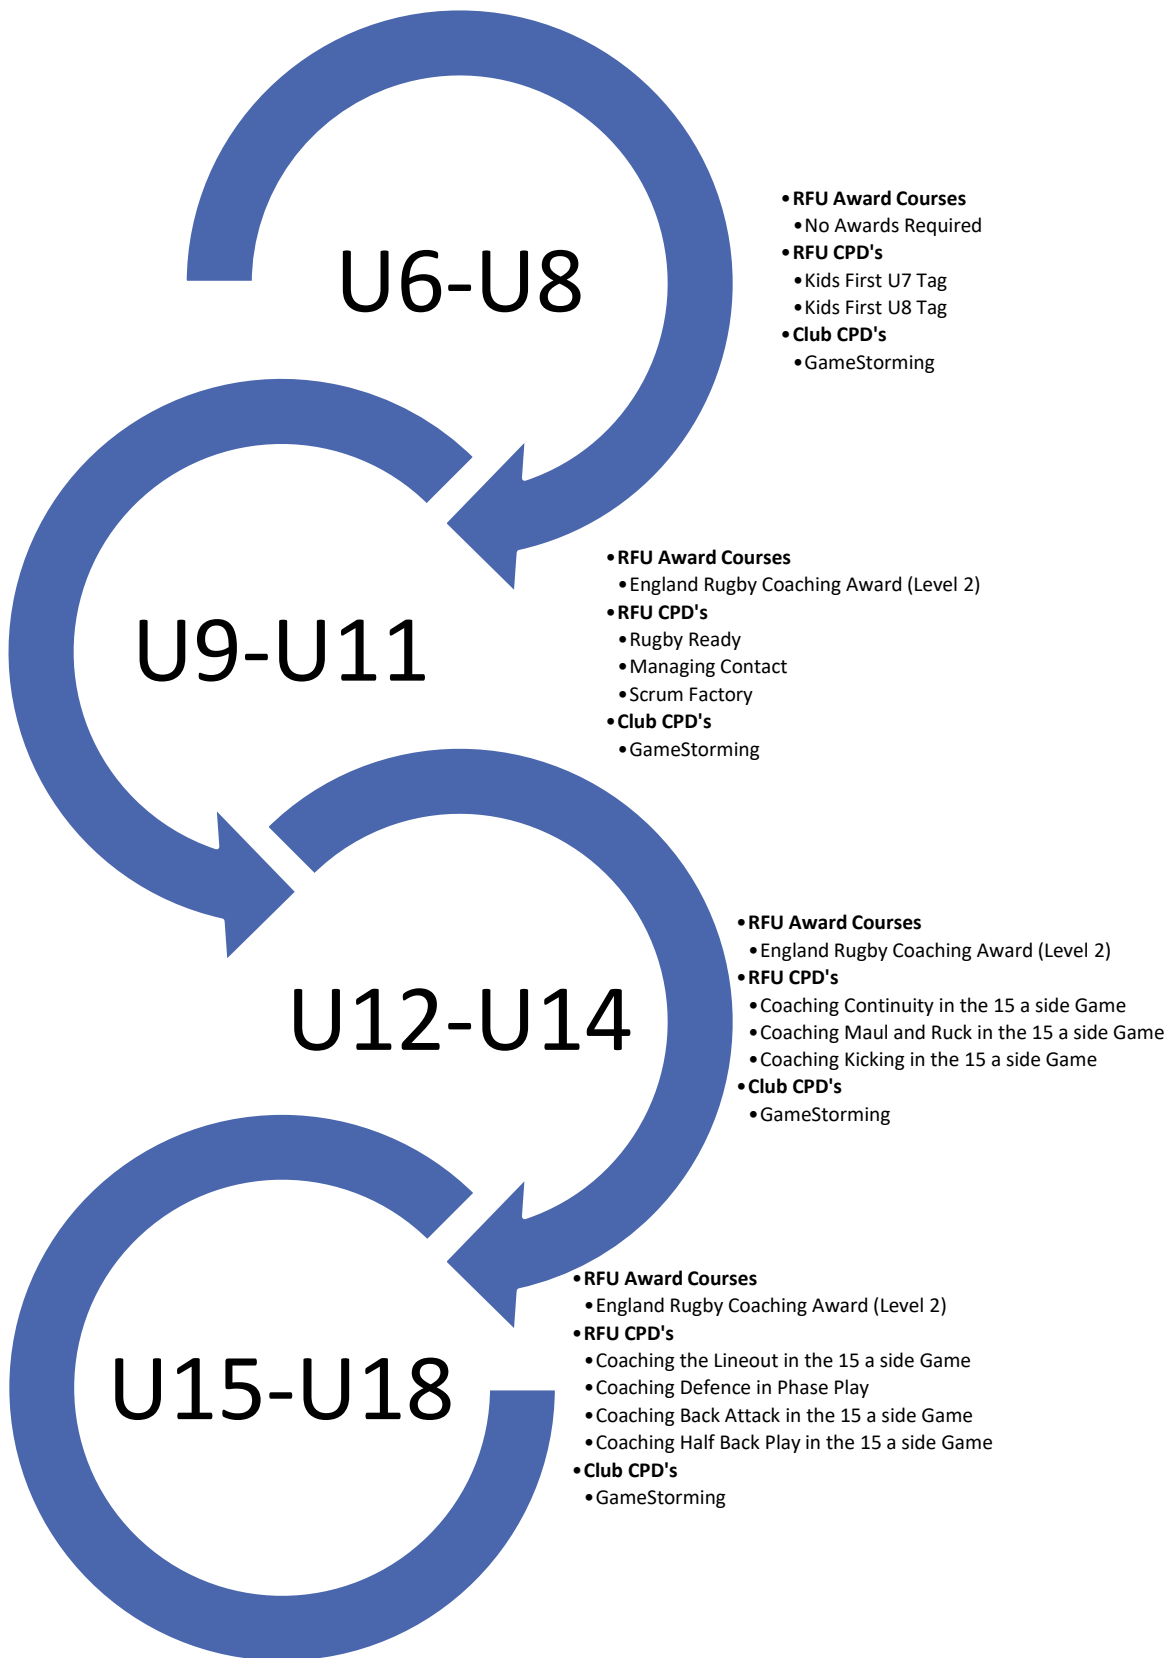 U6-U8
•RFU Award Courses
•No Awards Required
•RFU CPD's
•Kids First U7 Tag
•Kids First U8 Tag
•Club CPD's
•GameStorming
U9-U11
•RFU Award Courses
•England Rugby Coaching Award (Level 2)
•RFU CPD's
•Rugby Ready
•Managing Contact
•Scrum Factory
•Club CPD's
•GameStorming
U12-U14
•RFU Award Courses
•England Rugby Coaching Award (Level 2)
•RFU CPD's
•Coaching Continuity in the 15 a side Game
•Coaching Maul and Ruck in the 15 a side Game
•Coaching Kicking in the 15 a side Game
•Club CPD's
•GameStorming
U15-U18
•RFU Award Courses
•England Rugby Coaching Award (Level 2)
•RFU CPD's
•Coaching the Lineout in the 15 a side Game
•Coaching Defence in Phase Play
•Coaching Back Attack in the 15 a side Game
•Coaching Half Back Play in the 15 a side Game
•Club CPD's
•GameStorming